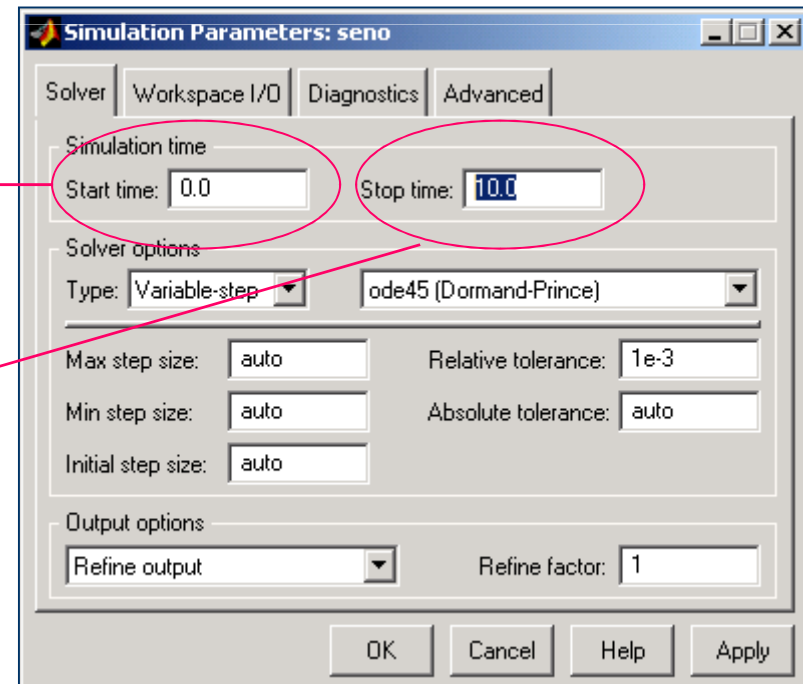 Simulation Parameters: seno
Solver Workspace I/O Diagnostics Advanced
Simulation time
Start time: 0.0 Stop time: 10.0
Solver options
Type: Variable-step ode45 (Dormand-Prince)
Max step size: auto Relative tolerance: 1e-3
Min step size: auto Absolute tolerance: auto
Initial step size: auto
Output options
Refine output Refine factor: 1
OK Cancel Help Apply